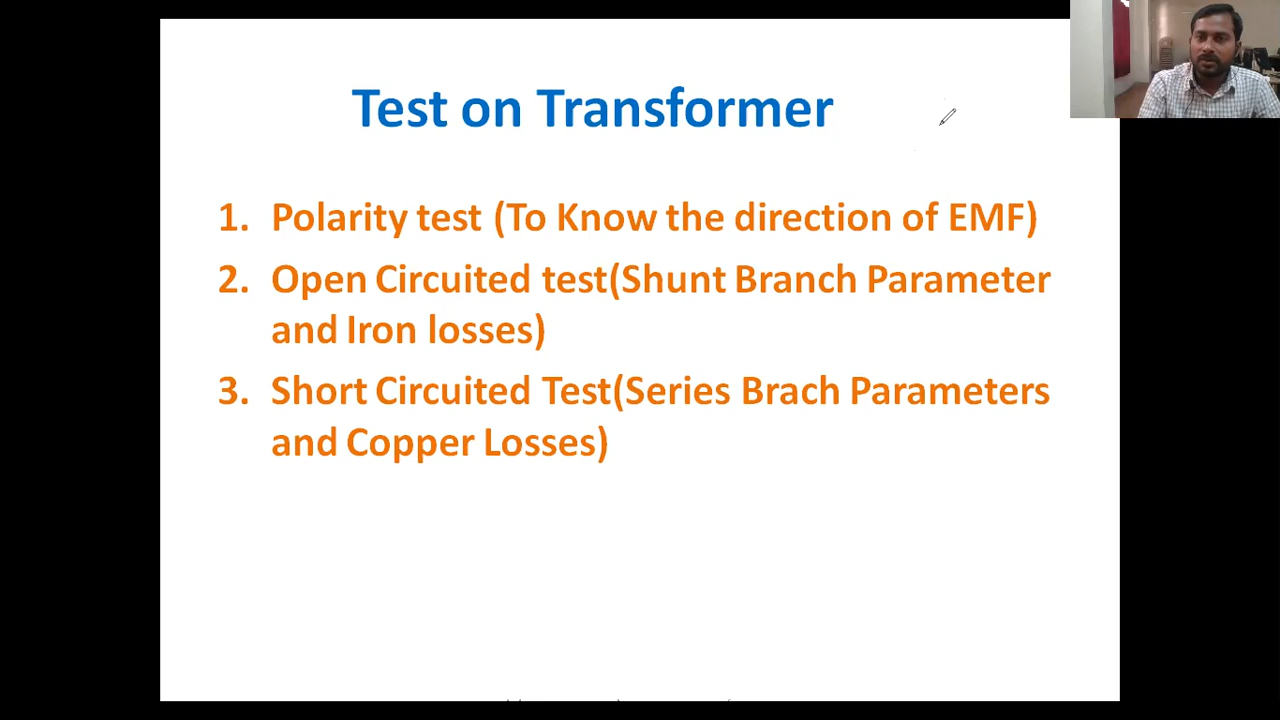 Test on Transformer
1. Polarity test (To Know the direction of EMF)
2. Open Circuited test(Shunt Branch Parameter
and Iron losses)
3. Short Circuited Test(Series Brach Parameters
and Copper Losses)